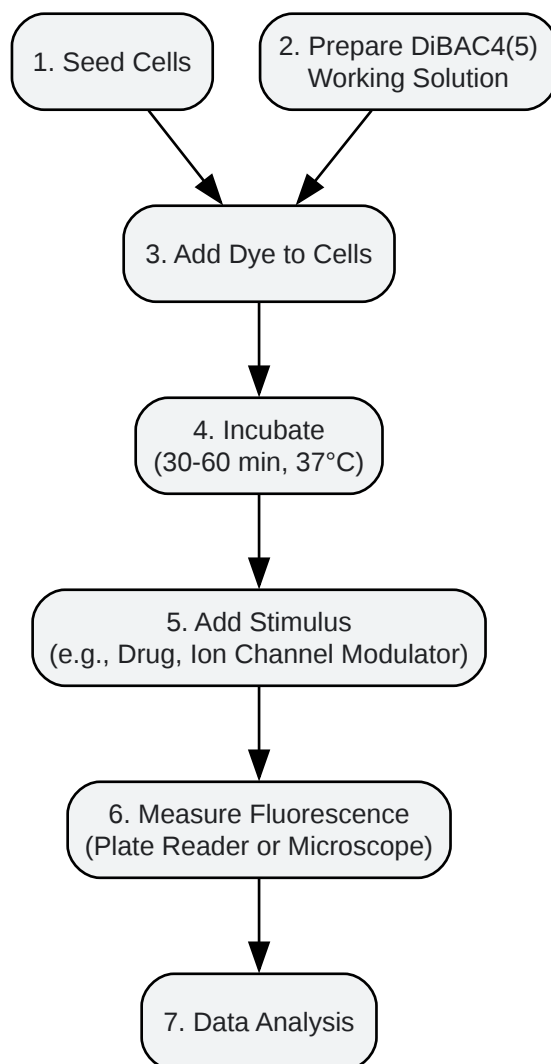 1. Seed Cells
2. Prepare DiBAC4(5)
Working Solution
3. Add Dye to Cells
4. Incubate
(30-60 min, 37°C)
5. Add Stimulus
(e.g., Drug, Ion Channel Modulator)
6. Measure Fluorescence
(Plate Reader or Microscope)
7. Data Analysis